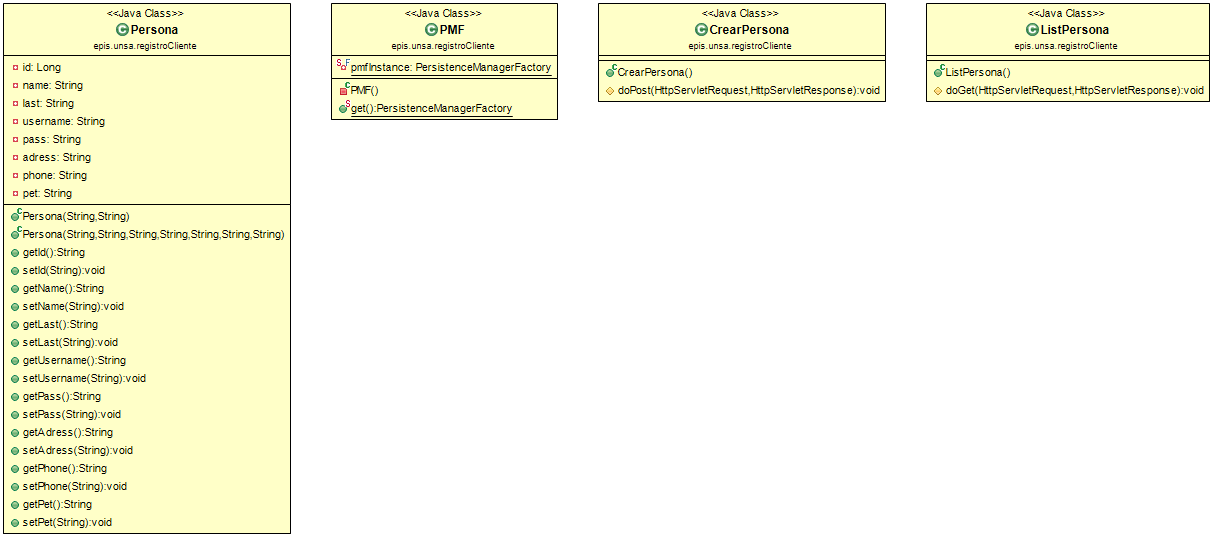 <<Java Class>>
Persona
epis.unsa.registroCliente
id: Long
name: String
last: String
username: String
pass: String
adress: String
phone: String
pet: String
Persona(String,String)
Persona(String,String,String,String,String,String,String)
getId():String
setId(String):void
getName():String
setName(String):void
getLast():String
setLast(String):void
getUsername():String
setUsername(String):void
getPass():String
setPass(String):void
getAdress():String
setAdress(String):void
getPhone():String
setPhone(String):void
getPet():String
setPet(String):void
<<Java Class>>
PMF
epis.unsa.registroCliente
pmfInstance: PersistenceManagerFactory
PMF()
get():PersistenceManagerFactory
<<Java Class>>
CrearPersona
epis.unsa.registroCliente
CrearPersona()
doPost(HttpServletRequest,HttpServletResponse):void
<<Java Class>>
ListPersona
epis.unsa.registroCliente
ListPersona()
doGet(HttpServletRequest,HttpServletResponse):void